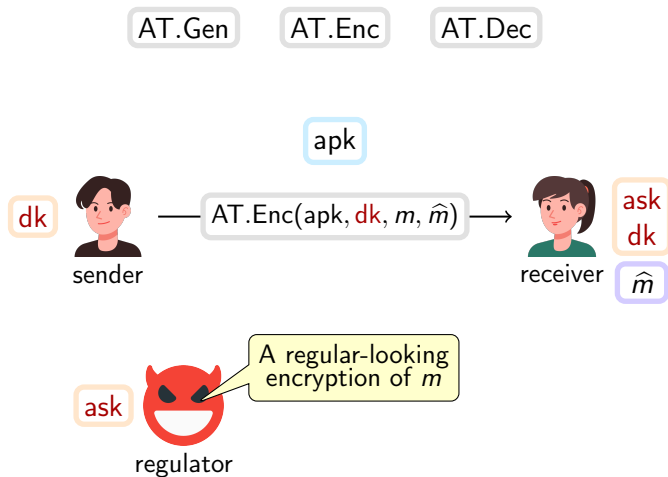 AT.Gen AT.Enc AT.Dec
apk
dk
AT.Enc(apk, dk, m, m̂)
ask
dk
sender
receiver
m̂
A regular-looking
encryption of m
ask
regulator